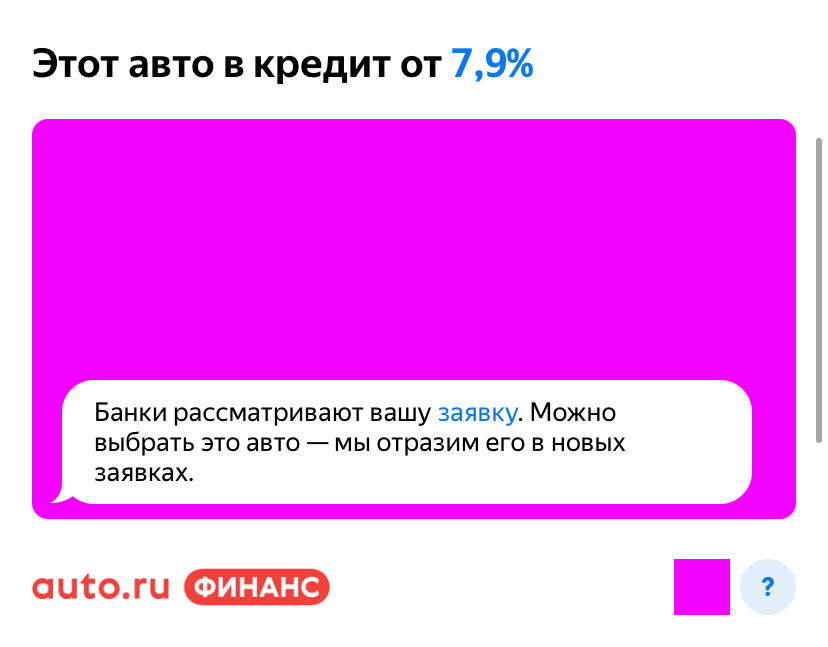 Этот авто в кредит от 7,9%
Банки рассматривают вашу заявку. Можно
выбрать это авто — мы отразим его в новых
заявках.
auto.ru ФИНАНС
?